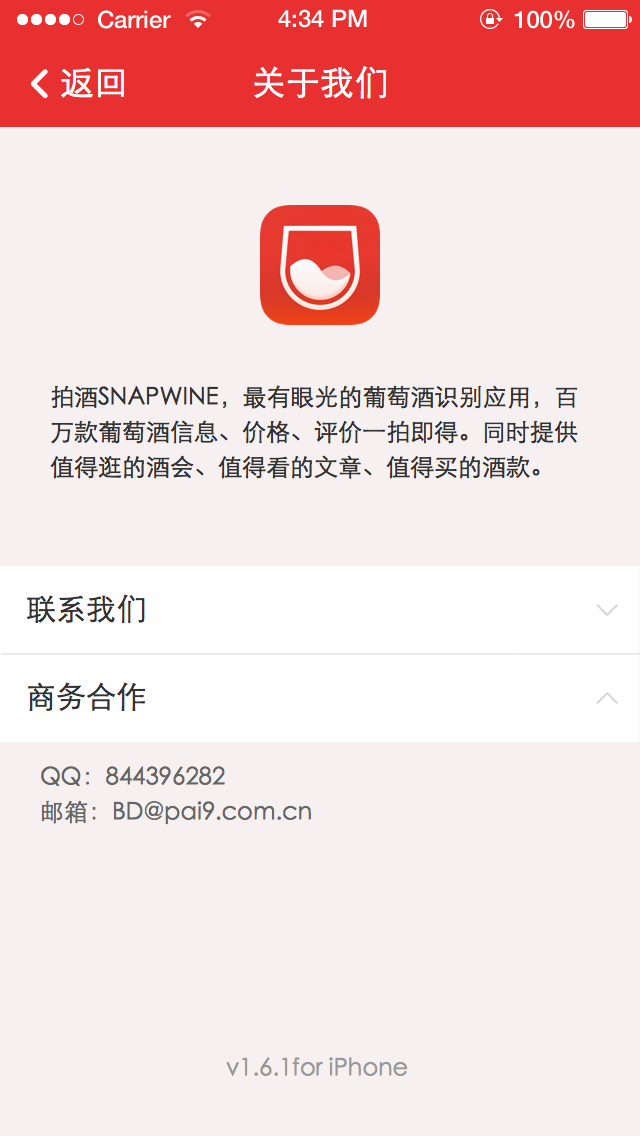 Carrier 4:34 PM 100%
返回 关于我们
拍酒SNAPWINE，最有眼光的葡萄酒识别应用，百
万款葡萄酒信息、价格、评价一拍即得。同时提供
值得逛的酒会、值得看的文章、值得买的酒款。
联系我们
商务合作
QQ：844396282
邮箱：BD@pai9.com.cn
v1.6.1for iPhone